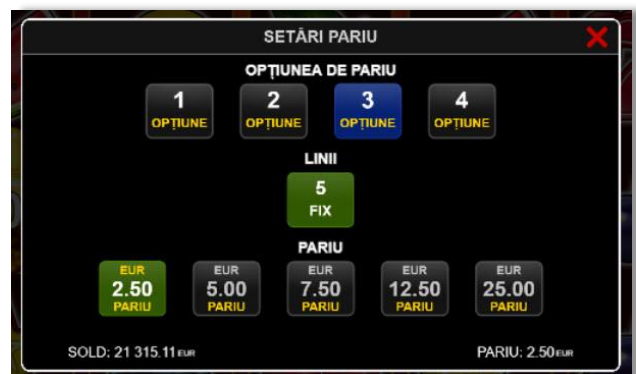 SETĂRI PARIU
OPȚIUNEA DE PARIU
1 2 3 4
OPȚIUNE OPȚIUNE OPȚIUNE OPȚIUNE
LINII
5
FIX
PARIU
EUR EUR EUR EUR EUR
2.50 5.00 7.50 12.50 25.00
PARIU PARIU PARIU PARIU PARIU
SOLD: 21 315.11 EUR PARIU: 2.50 EUR